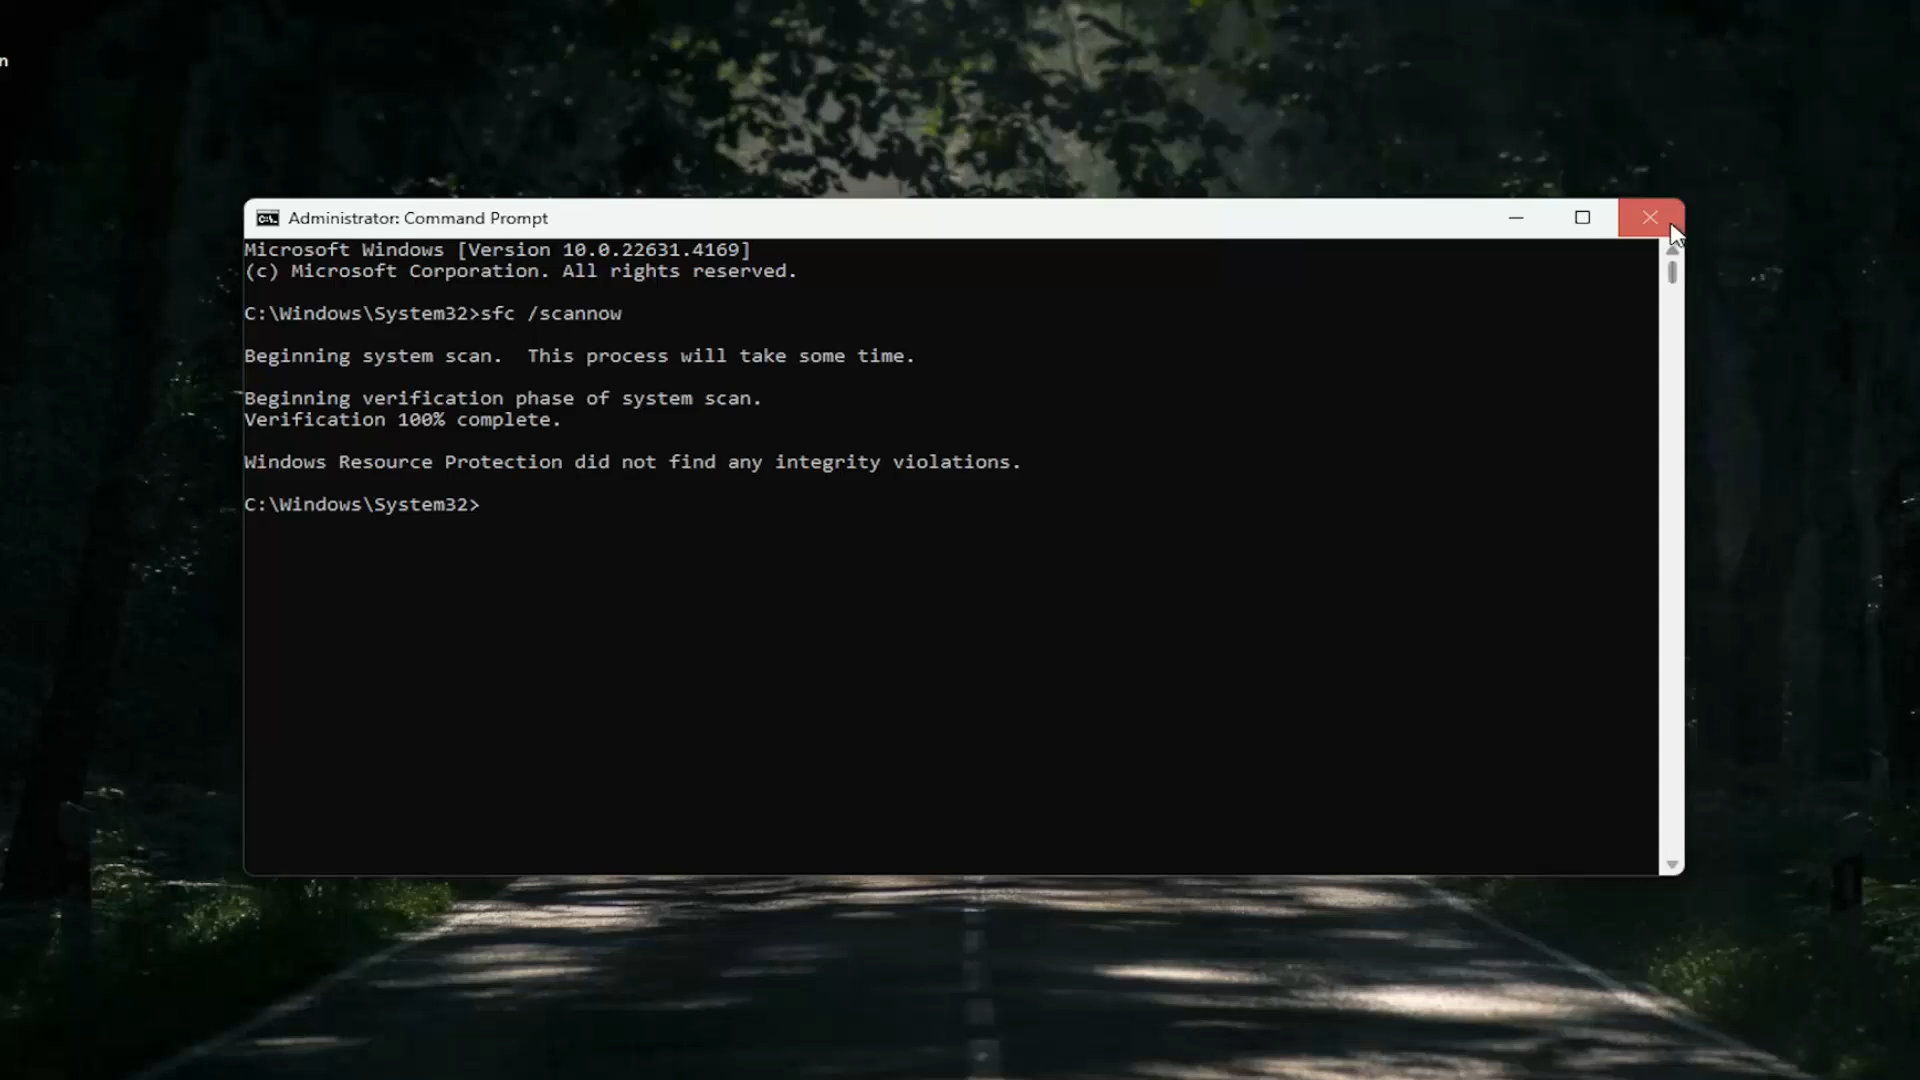 n
Administrator: Command Prompt
Microsoft Windows [Version 10.0.22631.4169]
(c) Microsoft Corporation. All rights reserved.
C:\Windows\System32>sfc /scannow
Beginning system scan.  This process will take some time.
Beginning verification phase of system scan.
Verification 100% complete.
Windows Resource Protection did not find any integrity violations.
C:\Windows\System32>